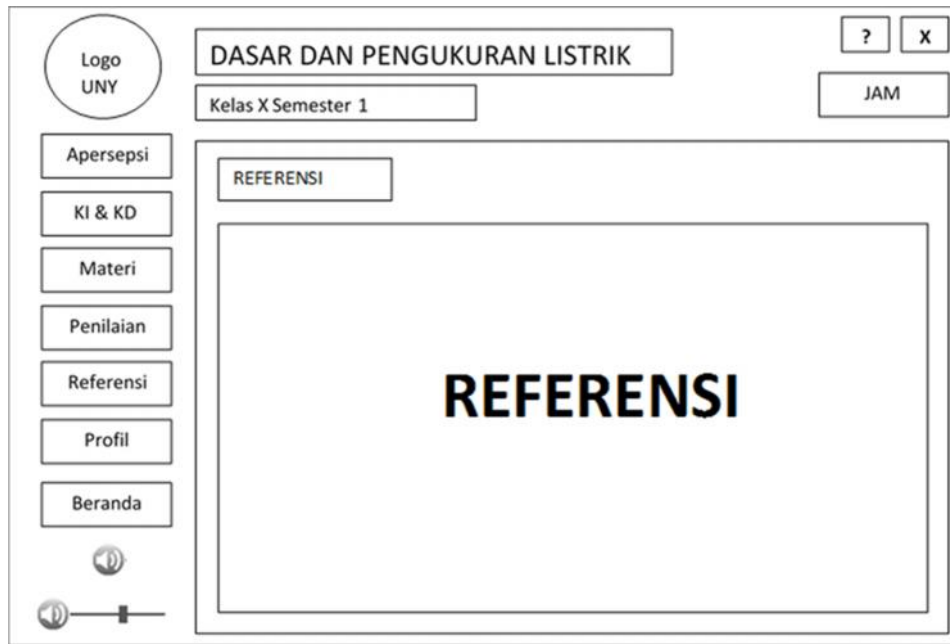 Logo
UNY
DASAR DAN PENGUKURAN LISTRIK
?
X
Kelas X Semester 1
JAM
Apersepsi
KI & KD
Materi
Penilaian
Referensi
Profil
Beranda
REFERENSI
REFERENSI